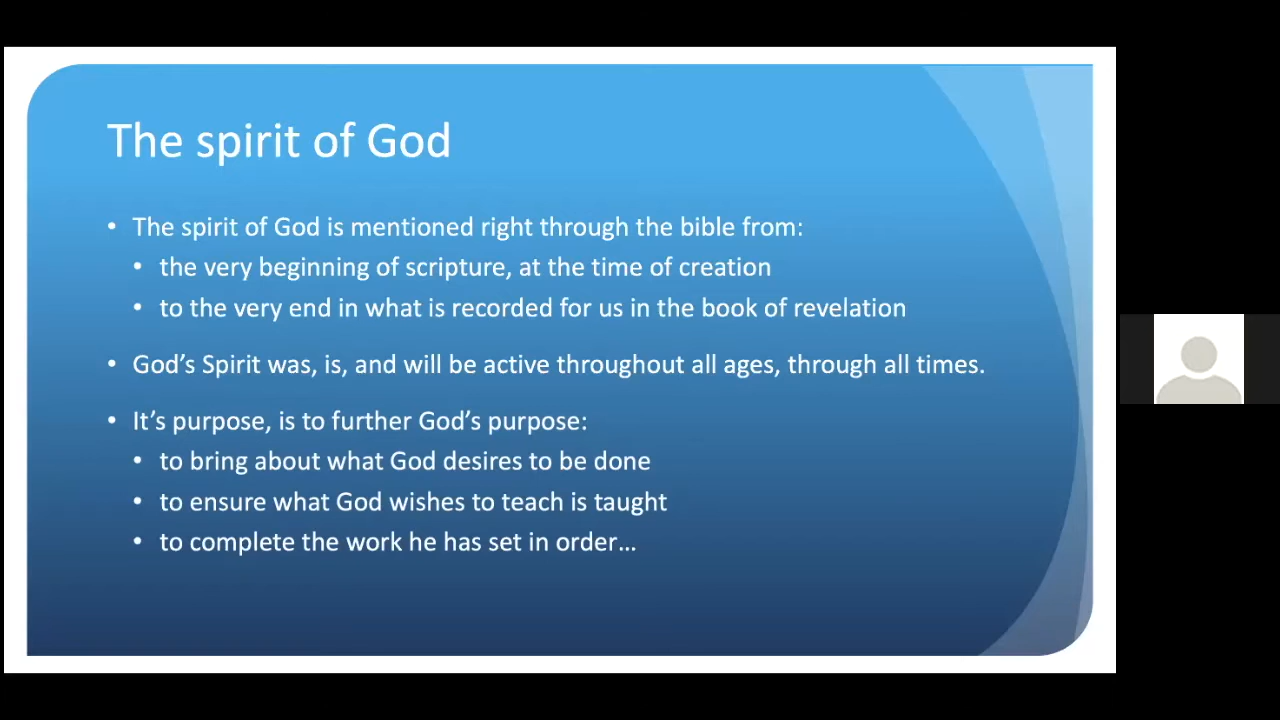 The spirit of God
• The spirit of God is mentioned right through the bible from:
• the very beginning of scripture, at the time of creation
• to the very end in what is recorded for us in the book of revelation
• God’s Spirit was, is, and will be active throughout all ages, through all times.
• It’s purpose, is to further God’s purpose:
• to bring about what God desires to be done
• to ensure what God wishes to teach is taught
• to complete the work he has set in order…